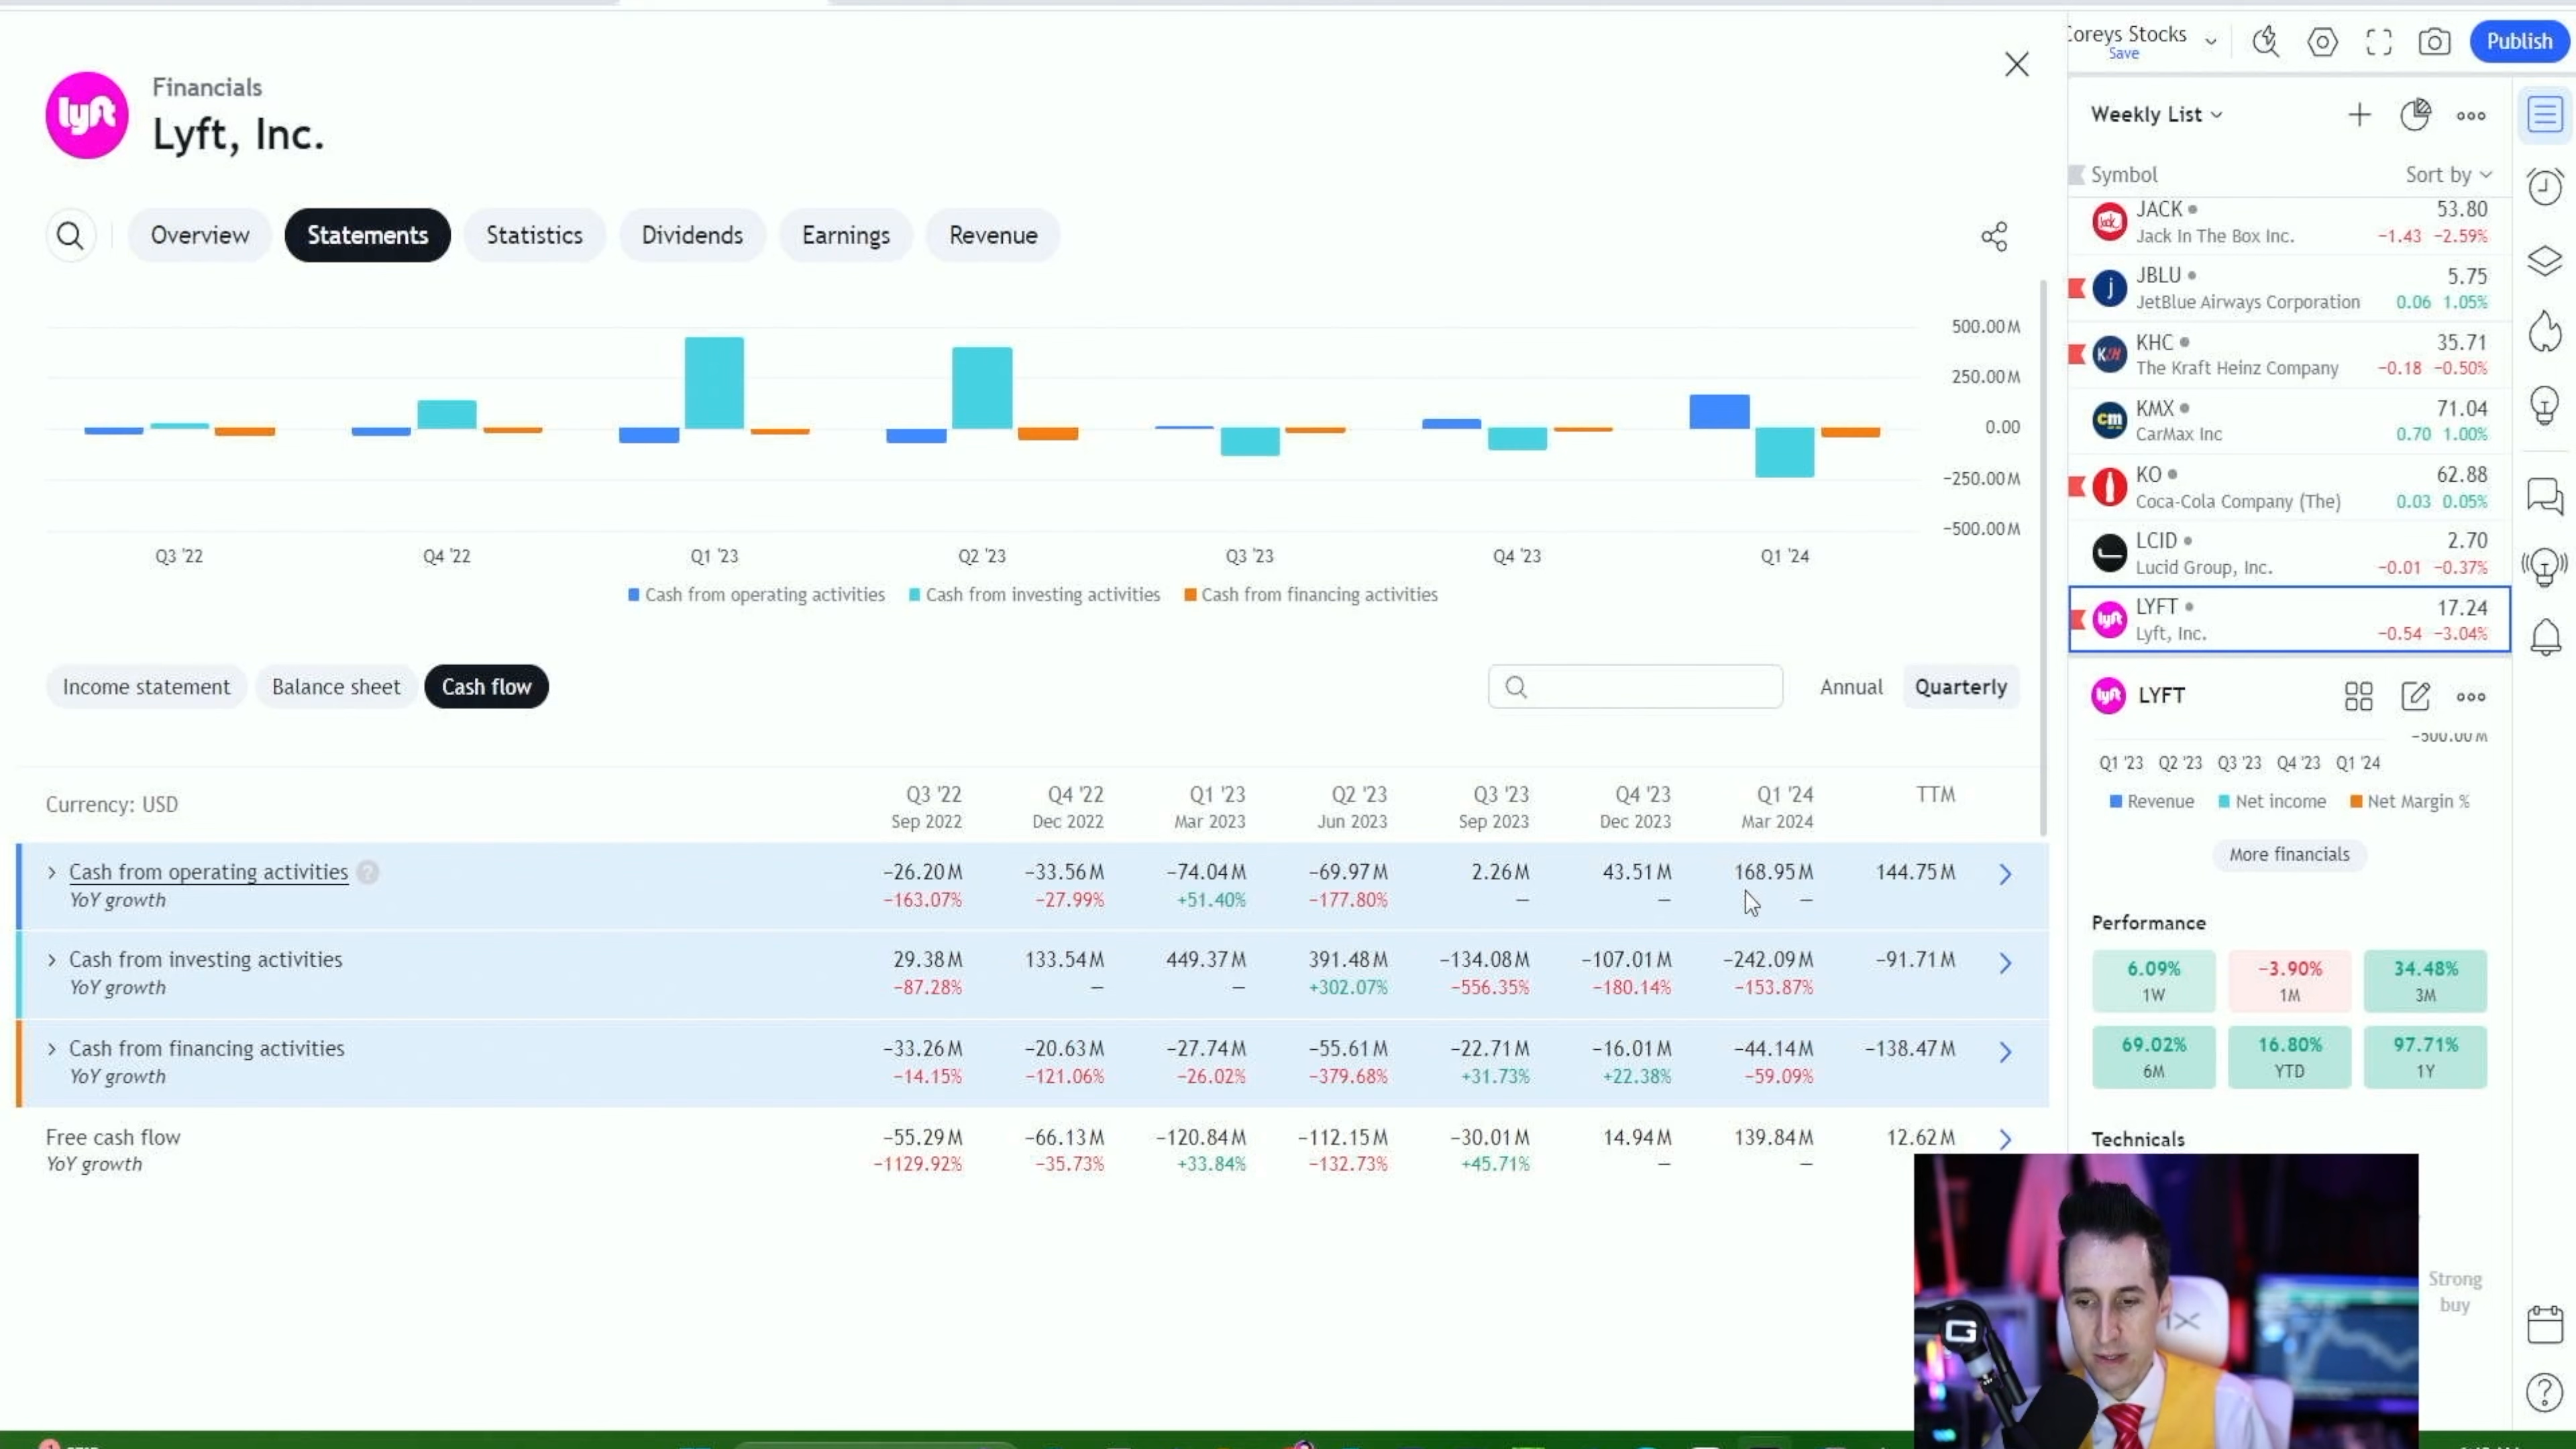 Coreys Stocks
Save
Publish
lyft
Financials
Lyft, Inc.
Overview Statements Statistics Dividends Earnings Revenue
500.00 M
250.00 M
0.00
−250.00 M
−500.00 M
Q3 '22 Q4 '22 Q1 '23 Q2 '23 Q3 '23 Q4 '23 Q1 '24
Cash from operating activities Cash from investing activities Cash from financing activities
Income statement Balance sheet Cash flow Annual Quarterly
Currency: USD Q3 '22 Q4 '22 Q1 '23 Q2 '23 Q3 '23 Q4 '23 Q1 '24 TTM
Sep 2022 Dec 2022 Mar 2023 Jun 2023 Sep 2023 Dec 2023 Mar 2024
Cash from operating activities ? −26.20 M −33.56 M −74.04 M −69.97 M 2.26 M 43.51 M 168.95 M 144.75 M
YoY growth −163.07% −27.99% +51.40% −177.80% — — —
Cash from investing activities 29.38 M 133.54 M 449.37 M 391.48 M −134.08 M −107.01 M −242.09 M −91.71 M
YoY growth −87.28% — — +302.07% −556.35% −180.14% −153.87%
Cash from financing activities −33.26 M −20.63 M −27.74 M −55.61 M −22.71 M −16.01 M −44.14 M −138.47 M
YoY growth −14.15% −121.06% −26.02% −379.68% +31.73% +22.38% −59.09%
Free cash flow −55.29 M −66.13 M −120.84 M −112.15 M −30.01 M 14.94 M 139.84 M 12.62 M
YoY growth −1129.92% −35.73% +33.84% −132.73% +45.71% — —
Weekly List
Symbol Sort by
JACK 53.80
Jack In The Box Inc. −1.43 −2.59%
j JBLU 5.75
JetBlue Airways Corporation 0.06 1.05%
KH KHC 35.71
The Kraft Heinz Company −0.18 −0.50%
cm KMX 71.04
CarMax Inc 0.70 1.00%
KO 62.88
Coca-Cola Company (The) 0.03 0.05%
LCID 2.70
Lucid Group, Inc. −0.01 −0.37%
lyft LYFT 17.24
Lyft, Inc. −0.54 −3.04%
lyft LYFT
−500.00 M
Q1 '23 Q2 '23 Q3 '23 Q4 '23 Q1 '24
Revenue Net income Net Margin %
More financials
Performance
6.09% −3.90% 34.48%
1W 1M 3M
69.02% 16.80% 97.71%
6M YTD 1Y
Technicals
Strong
buy
G